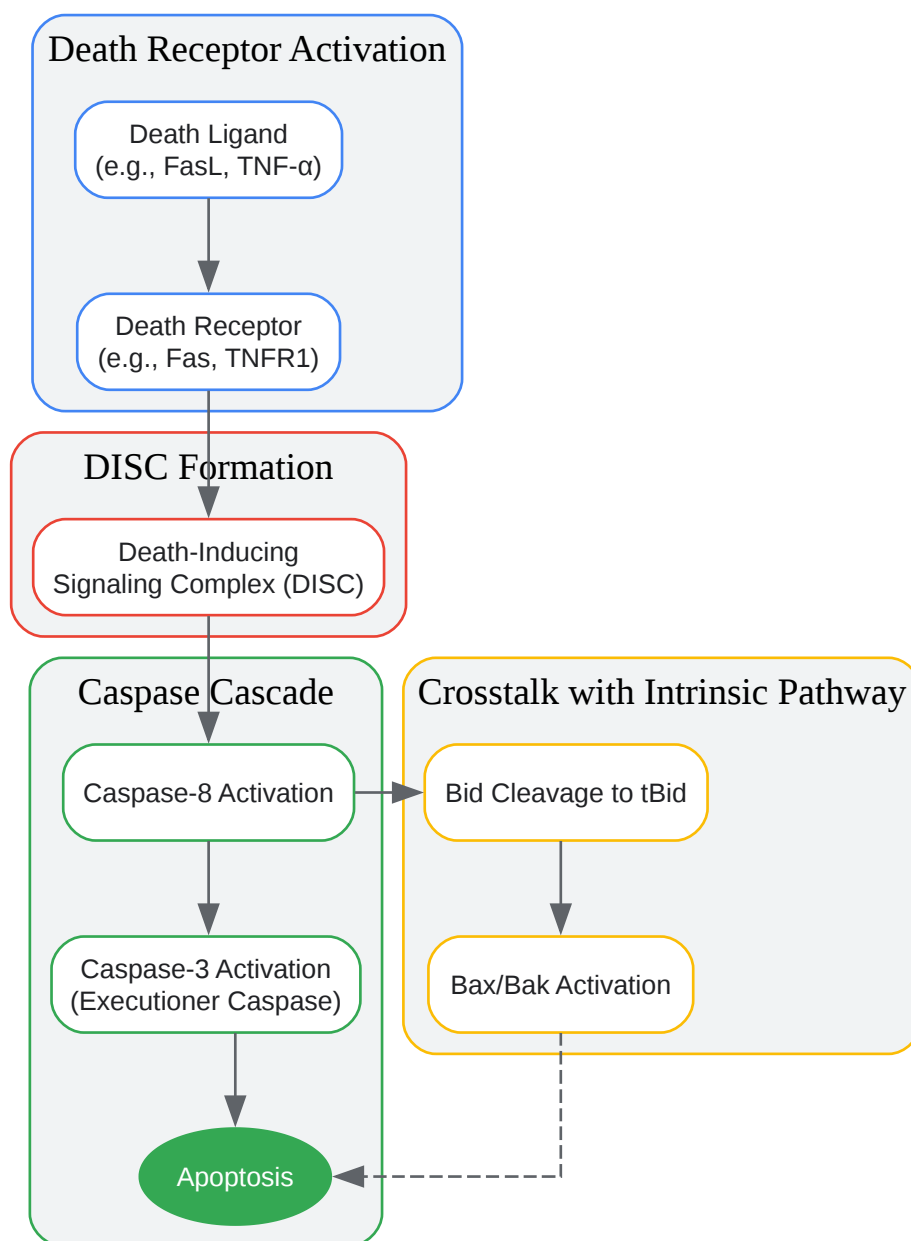 Death Receptor Activation
Death Ligand
(e.g., FasL, TNF-α)
Death Receptor
(e.g., Fas, TNFR1)
DISC Formation
Death-Inducing
Signaling Complex (DISC)
Caspase Cascade
Crosstalk with Intrinsic Pathway
Caspase-8 Activation
Bid Cleavage to tBid
Caspase-3 Activation
(Executioner Caspase)
Bax/Bak Activation
Apoptosis